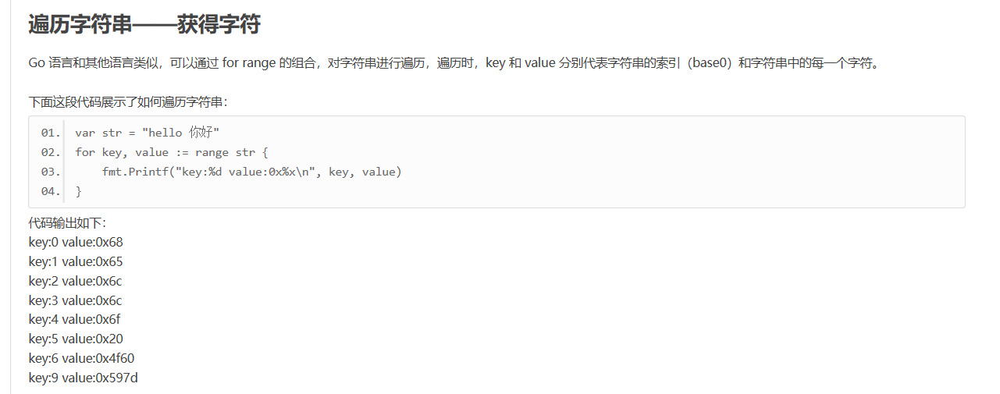 遍历字符串——获得字符
Go 语言和其他语言类似，可以通过 for range 的组合，对字符串进行遍历，遍历时，key 和 value 分别代表字符串的索引（base0）和字符串中的每一个字符。
下面这段代码展示了如何遍历字符串：
01. var str = "hello 你好"
02. for key, value := range str {
03.     fmt.Printf("key:%d value:0x%x\n", key, value)
04. }
代码输出如下：
key:0 value:0x68
key:1 value:0x65
key:2 value:0x6c
key:3 value:0x6c
key:4 value:0x6f
key:5 value:0x20
key:6 value:0x4f60
key:9 value:0x597d